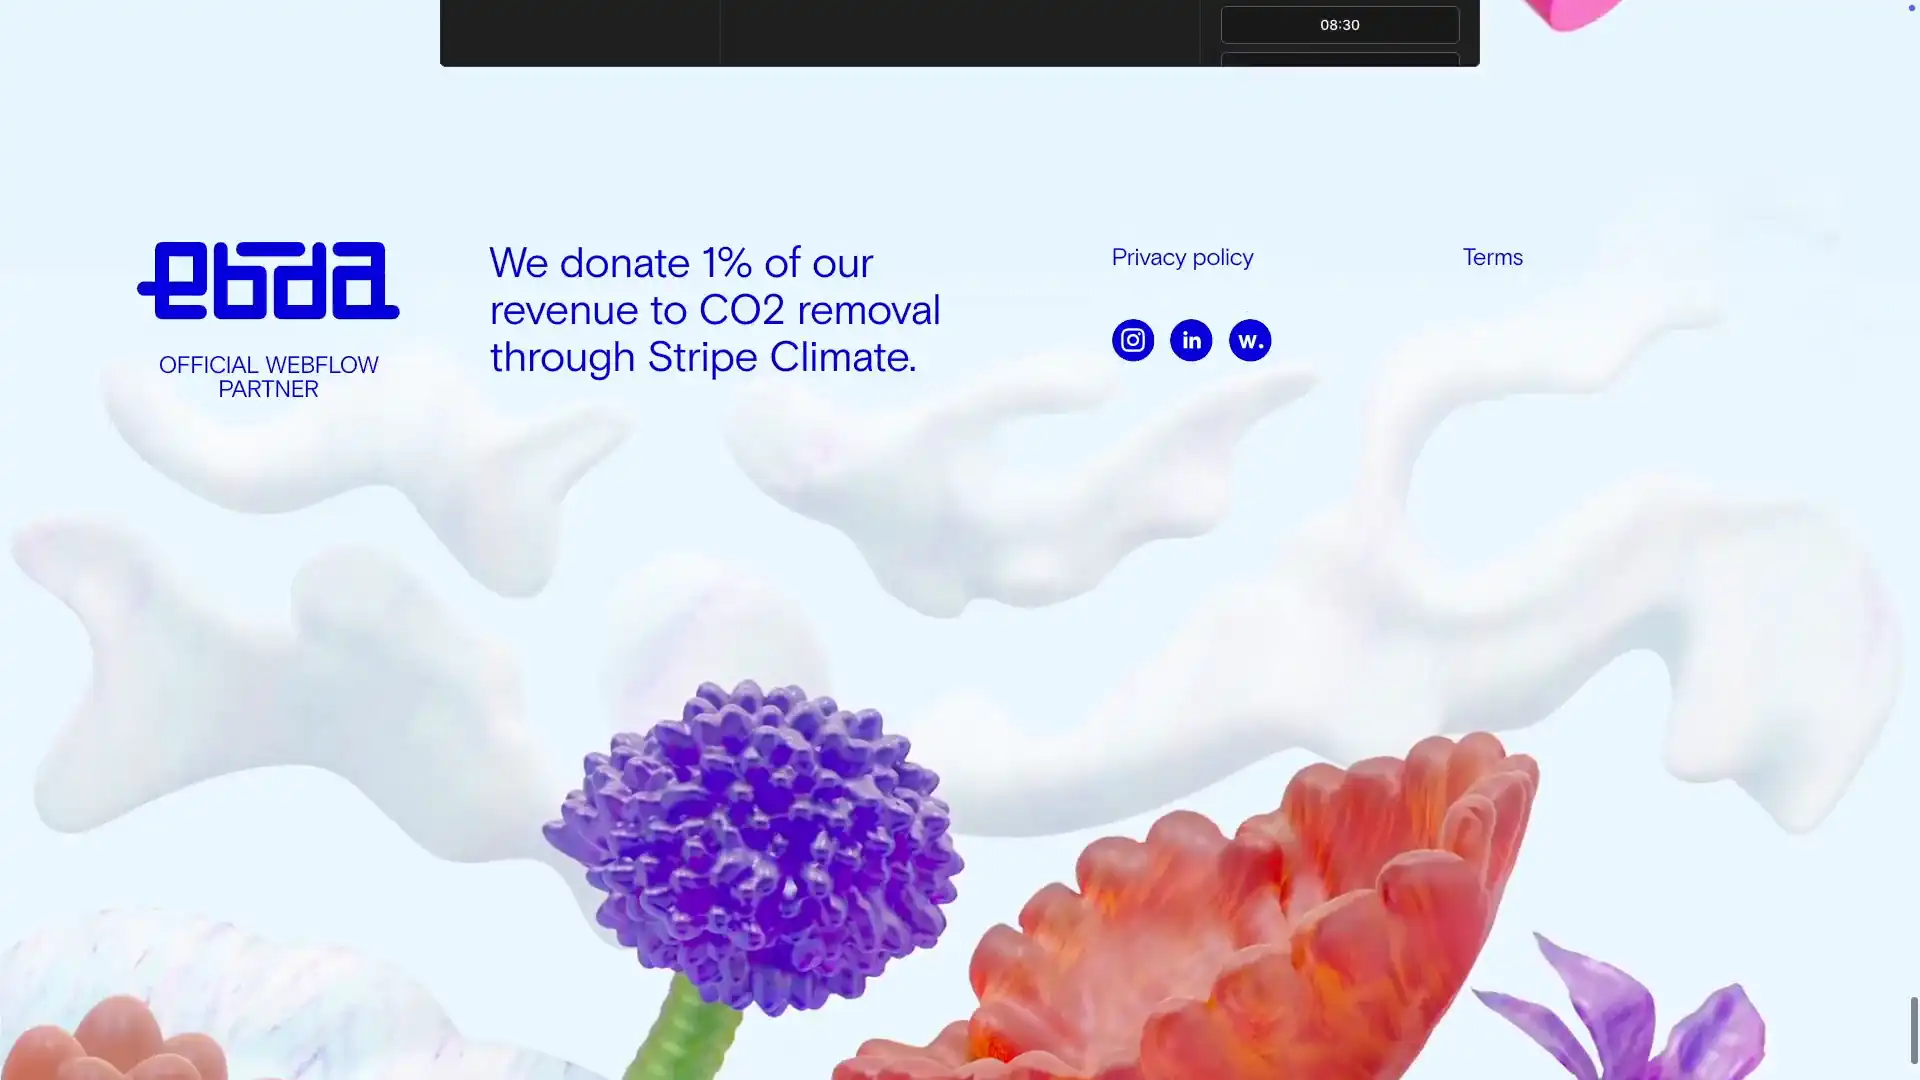 08:30
ebda
OFFICIAL WEBFLOW
PARTNER
We donate 1% of our
revenue to CO2 removal
through Stripe Climate.
Privacy policy
Terms
in
w.